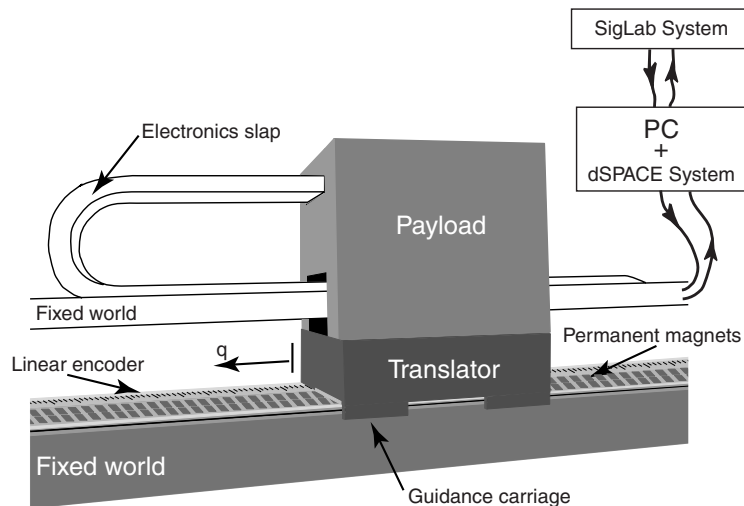 SigLab System
PC
+
dSPACE System
Electronics slap
Payload
Fixed world
q
Permanent magnets
Linear encoder
Translator
Fixed world
Guidance carriage